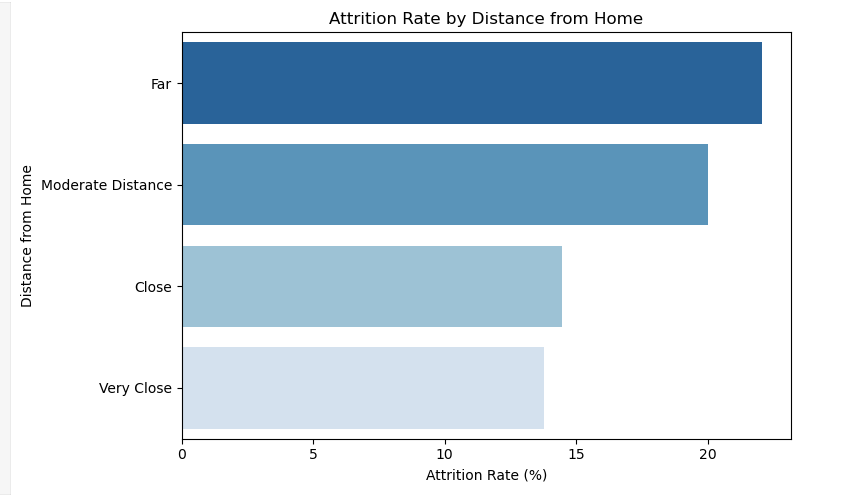 Attrition Rate by Distance from Home
Distance from Home
Far
Moderate Distance
Close
Very Close
0 5 10 15 20
Attrition Rate (%)